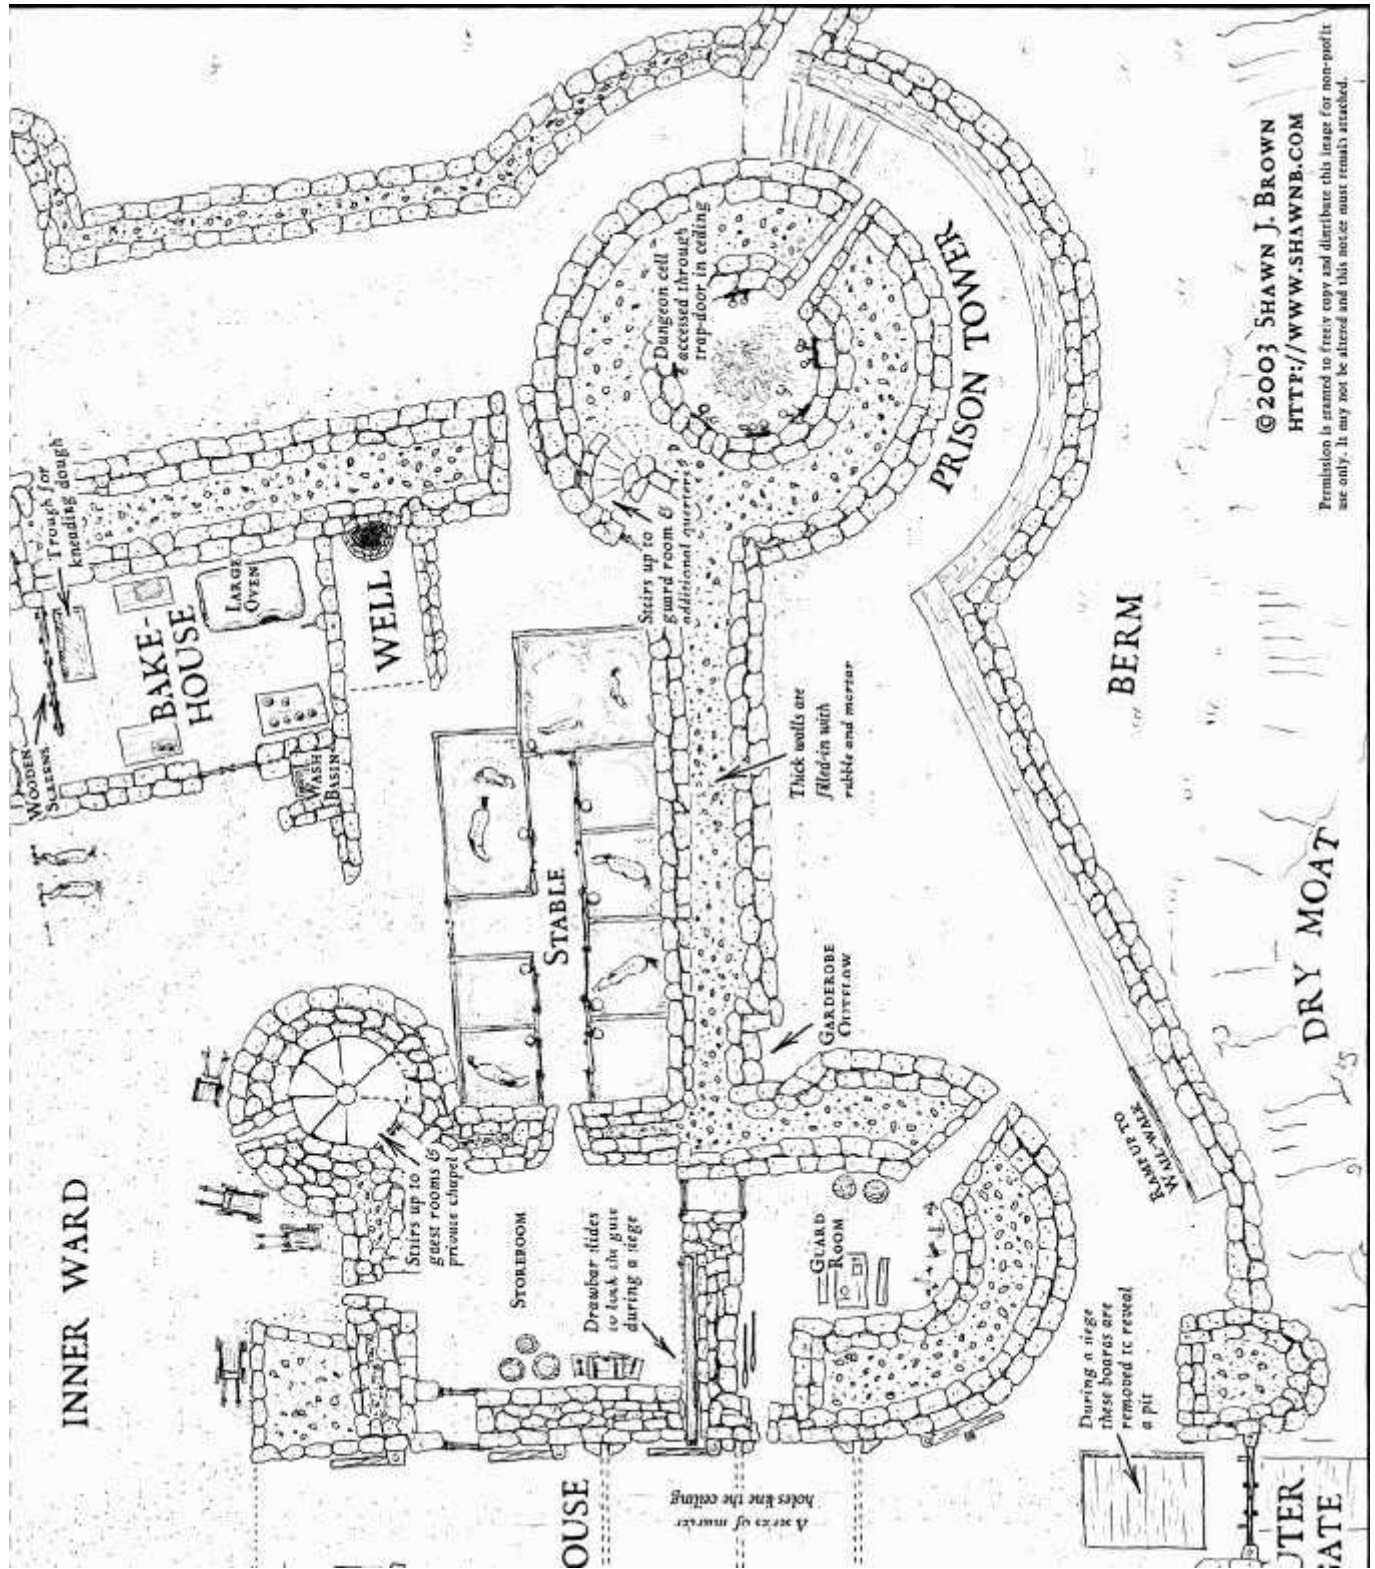 ©2003 SHAWN J. BROWN
HTTP://WWW.SHAWNB.COM
Permission is granted to freely copy and distribute this image for non-profit
use only. It may not be altered and this notice must remain attached.
Trough for
kneading dough
WOODEN
SCREENS
BAKE-
HOUSE
LARGE
OVEN
WASH
BASIN
WELL
Dungeon cell
accessed through
trap-door in ceiling
PRISON TOWER
Stairs up to
guard room &
additional quarters
STABLE
Thick walls are
filled-in with
rubble and mortar
BERM
DRY MOAT
GARDEROBE
OUTFLOW
RAMP UP TO
WALL-WALK
INNER WARD
Stairs up to
guest rooms &
private chapel
STOREROOM
Drawbar slides
to lock the gate
during a siege
GUARD
ROOM
During a siege
these boards are
removed to reveal
a pit
OUSE
A series of murder
holes line the ceiling
UTER
ATE